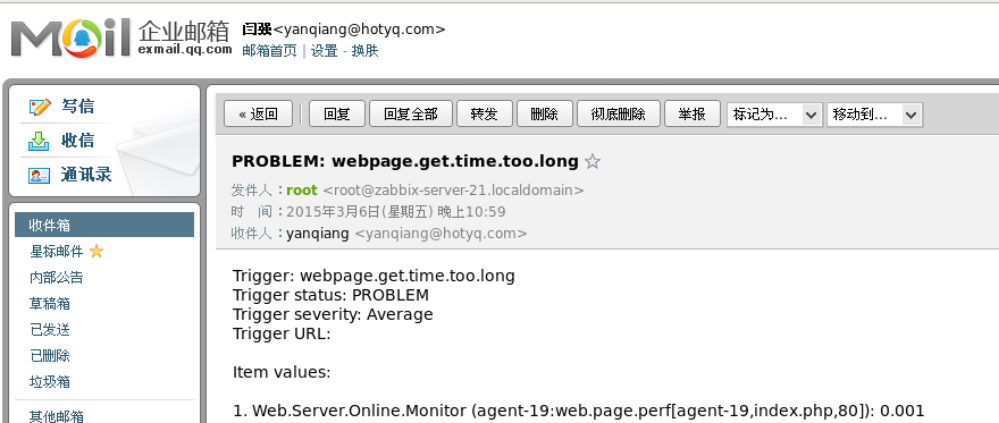 Mail 企业邮箱
exmail.qq.com
闫强<yanqiang@hotyq.com>
邮箱首页 | 设置 - 换肤
写信
收信
通讯录
收件箱
星标邮件
内部公告
草稿箱
已发送
已删除
垃圾箱
其他邮箱
« 返回 回复 回复全部 转发 删除 彻底删除 举报 标记为... 移动到...
PROBLEM: webpage.get.time.too.long
发件人：root <root@zabbix-server-21.localdomain>
时 间：2015年3月6日(星期五) 晚上10:59
收件人：yanqiang <yanqiang@hotyq.com>
Trigger: webpage.get.time.too.long
Trigger status: PROBLEM
Trigger severity: Average
Trigger URL:
Item values:
1. Web.Server.Online.Monitor (agent-19:web.page.perf[agent-19,index.php,80]): 0.001